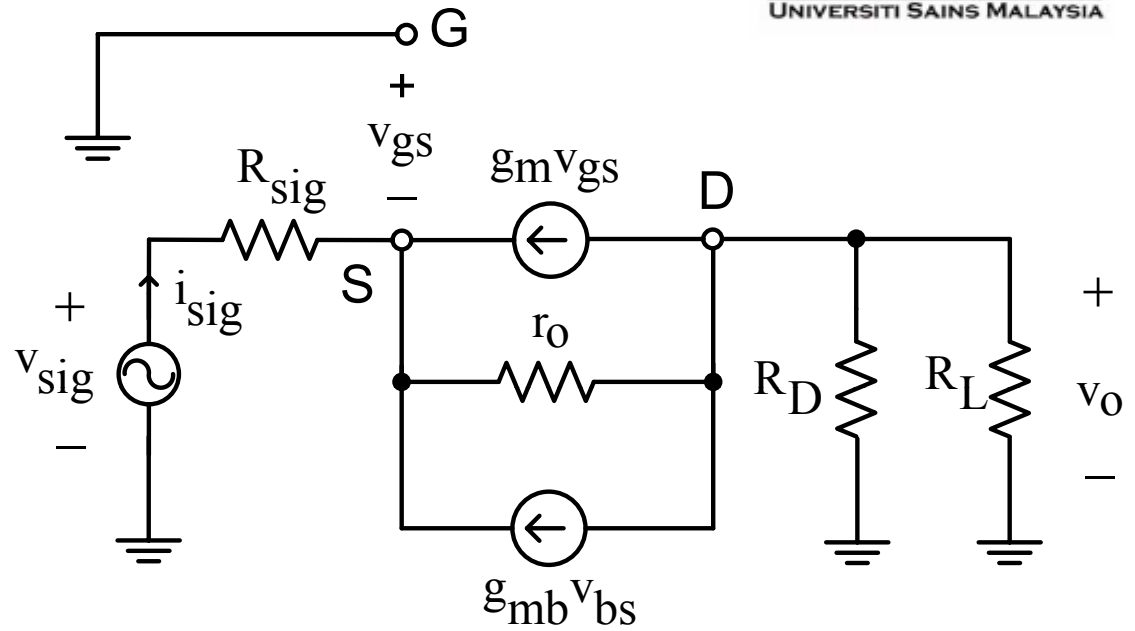 UNIVERSITI SAINS MALAYSIA
G
+
vgs
−
Rsig
gmvgs
D
S
isig
+
vsig
−
ro
RD
RL
+
vo
−
gmbvbs